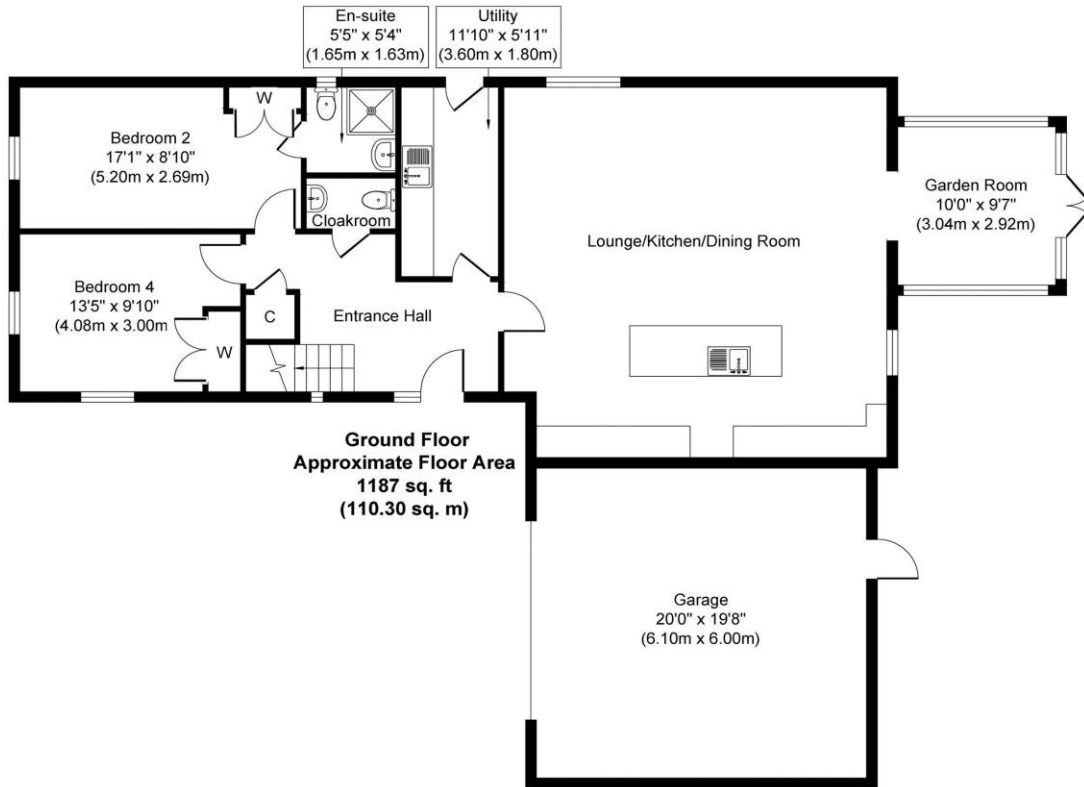 En-suite
5'5" x 5'4"
(1.65m x 1.63m)
Utility
11'10" x 5'11"
(3.60m x 1.80m)
W
Bedroom 2
17'1" x 8'10"
(5.20m x 2.69m)
Cloakroom
Garden Room
10'0" x 9'7"
(3.04m x 2.92m)
Lounge/Kitchen/Dining Room
Bedroom 4
13'5" x 9'10"
(4.08m x 3.00m
W
C
Entrance Hall
Ground Floor
Approximate Floor Area
1187 sq. ft
(110.30 sq. m)
Garage
20'0" x 19'8"
(6.10m x 6.00m)